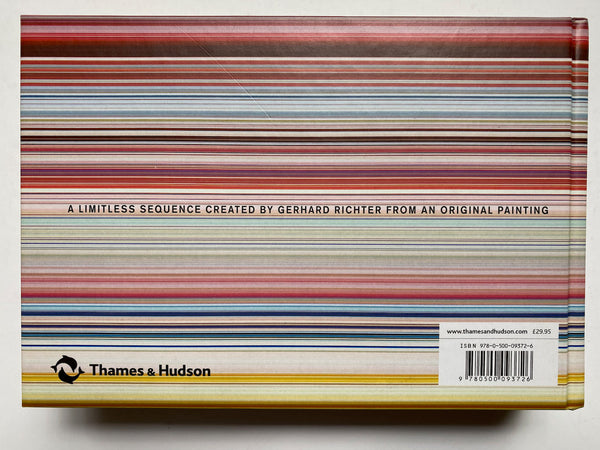 A LIMITLESS SEQUENCE CREATED BY GERHARD RICHTER FROM AN ORIGINAL PAINTING
www.thamesandhudson.com £29.95
ISBN 978-0-500-09372-6
9 780500 093726
Thames & Hudson